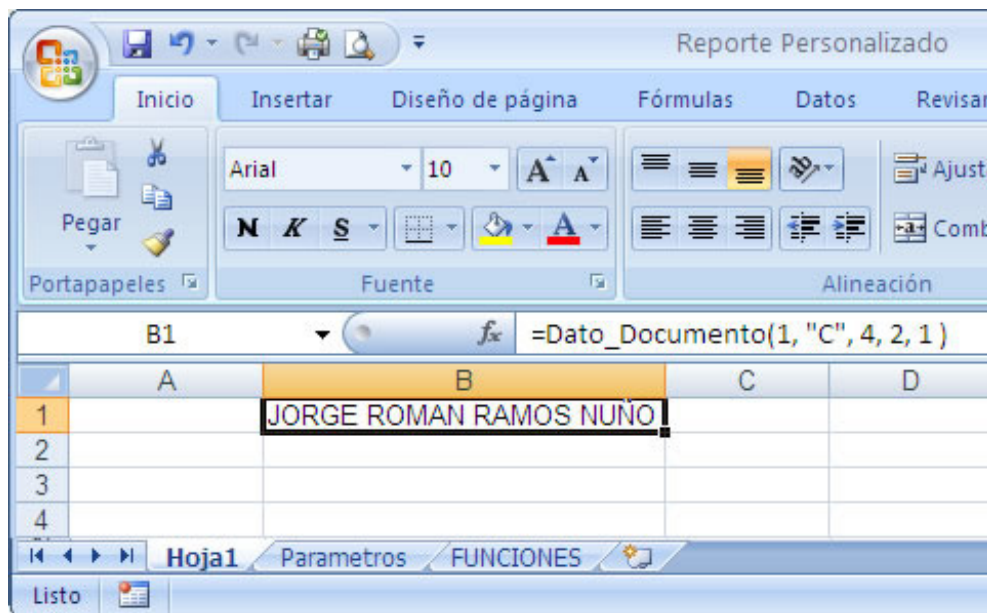 Reporte Personalizado
Inicio Insertar Diseño de página Fórmulas Datos Revisar
Arial 10 A A Ajust
Pegar N K S A Comb
Portapapeles Fuente Alineación
B1 fx =Dato_Documento(1, "C", 4, 2, 1 )
A B C D
1 JORGE ROMAN RAMOS NUÑO
2
3
4
Hoja1 Parametros FUNCIONES
Listo